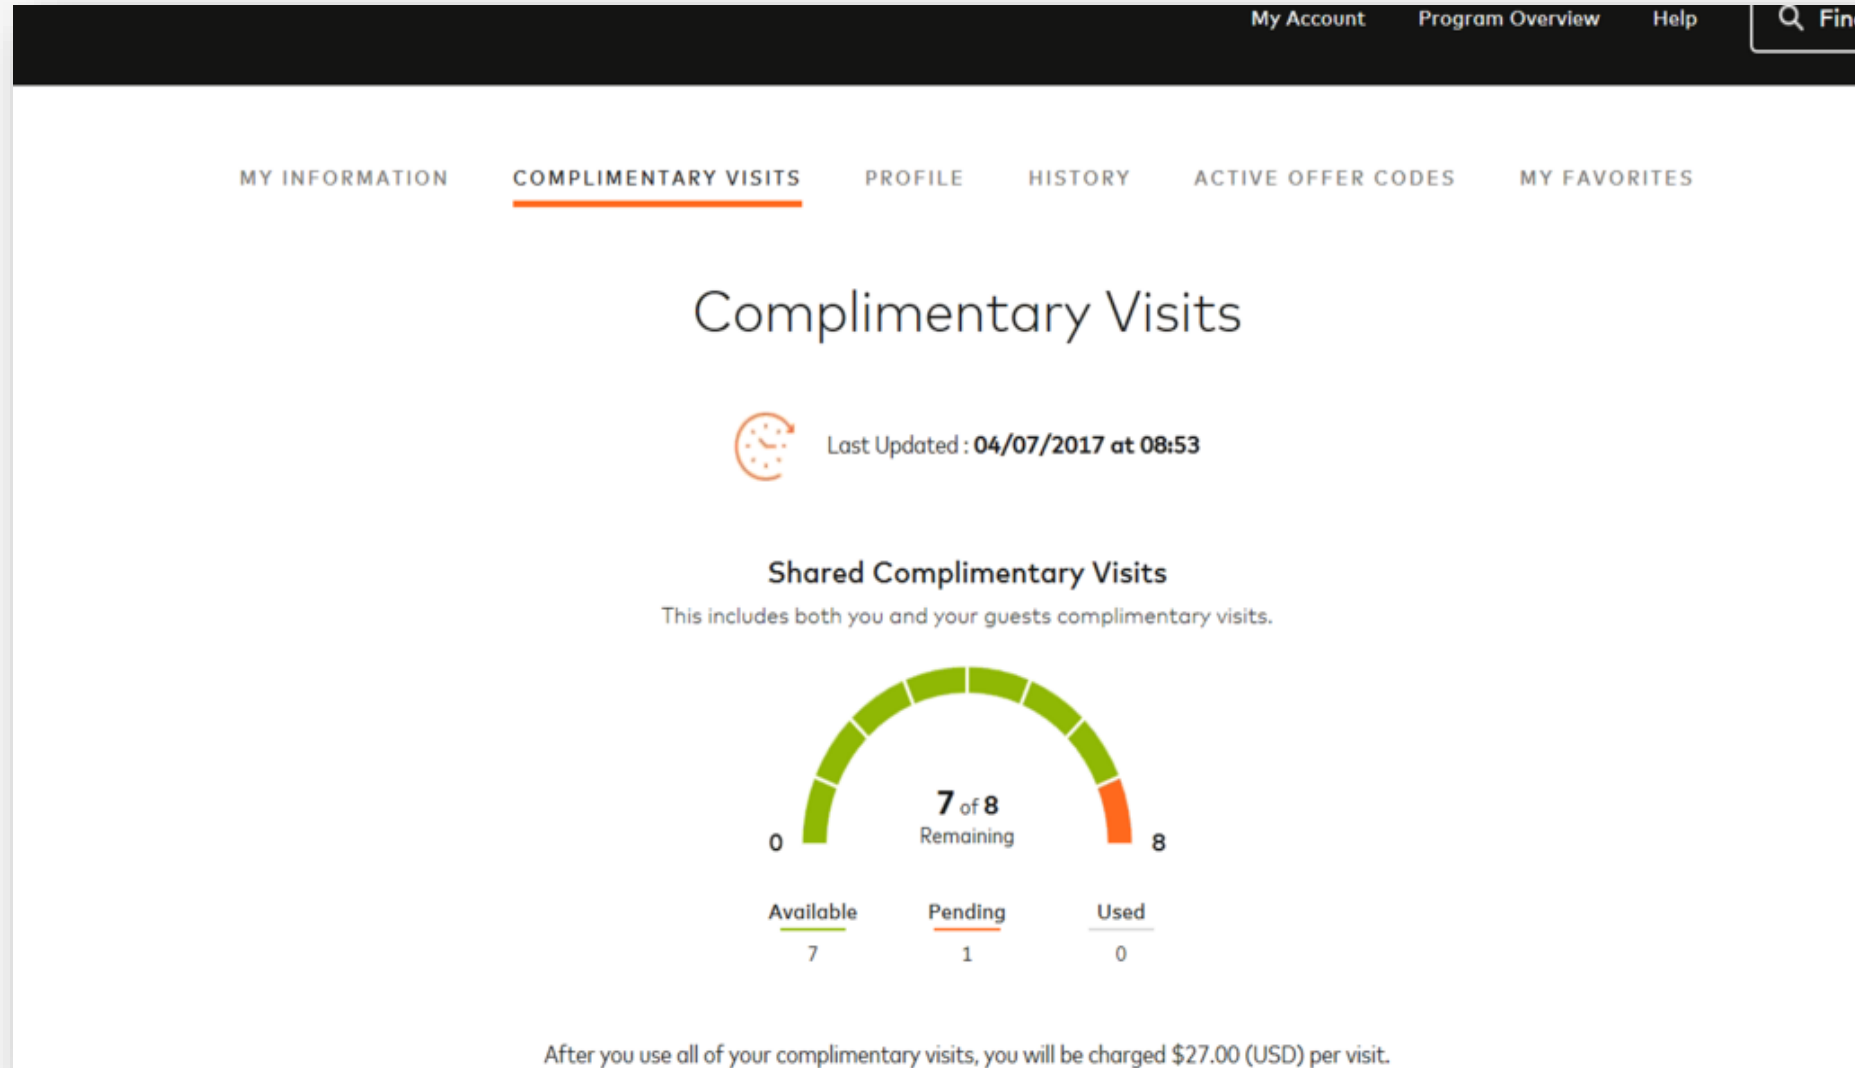 My Account Program Overview Help
MY INFORMATION COMPLIMENTARY VISITS PROFILE HISTORY ACTIVE OFFER CODES MY FAVORITES
Complimentary Visits
Last Updated : 04/07/2017 at 08:53
Shared Complimentary Visits
This includes both you and your guests complimentary visits.
7 of 8
Remaining
0 8
Available Pending Used
7 1 0
After you use all of your complimentary visits, you will be charged $27.00 (USD) per visit.